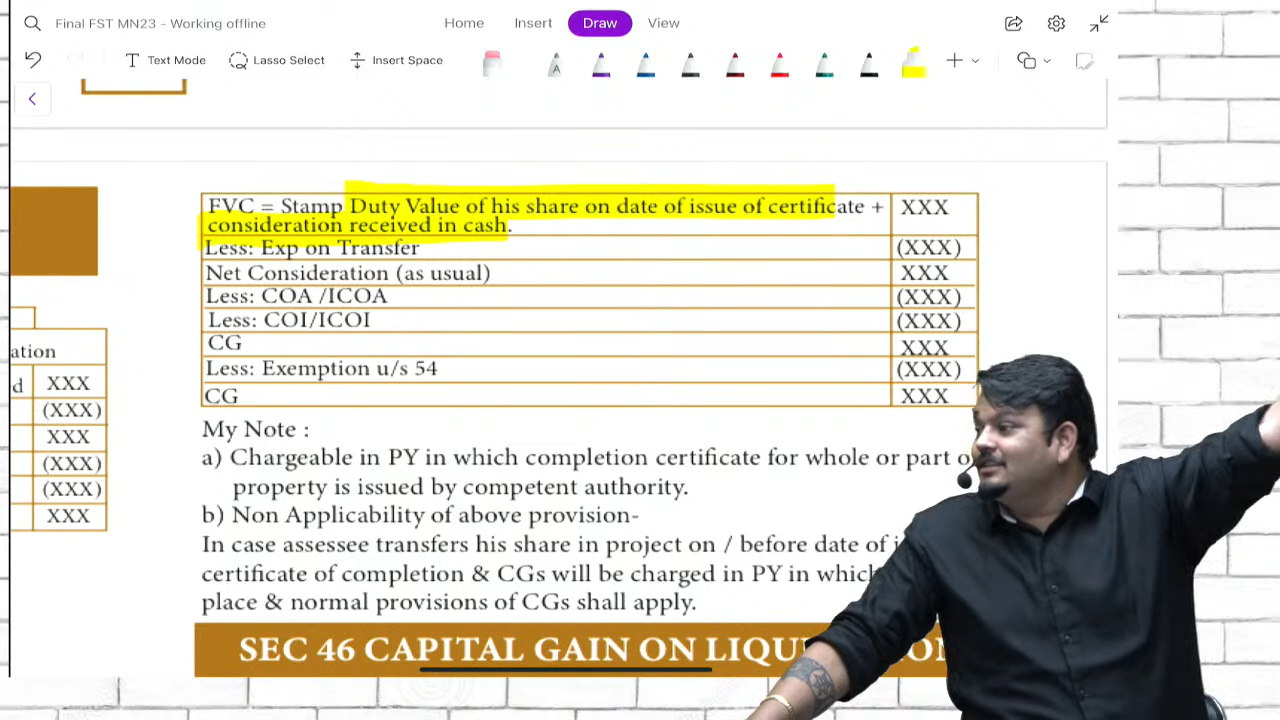 Final FST MN23 - Working offline
Home Insert Draw View
Text Mode Lasso Select Insert Space
FVC = Stamp Duty Value of his share on date of issue of certificate + XXX
consideration received in cash.
Less: Exp on Transfer (XXX)
Net Consideration (as usual) XXX
Less: COA /ICOA (XXX)
Less: COI/ICOI (XXX)
CG XXX
Less: Exemption u/s 54 (XXX)
CG XXX
ation
d XXX
(XXX)
XXX
(XXX)
(XXX)
XXX
My Note :
a) Chargeable in PY in which completion certificate for whole or part
property is issued by competent authority.
b) Non Applicability of above provision-
In case assessee transfers his share in project on / before date of
certificate of completion & CGs will be charged in PY in which
place & normal provisions of CGs shall apply.
SEC 46 CAPITAL GAIN ON